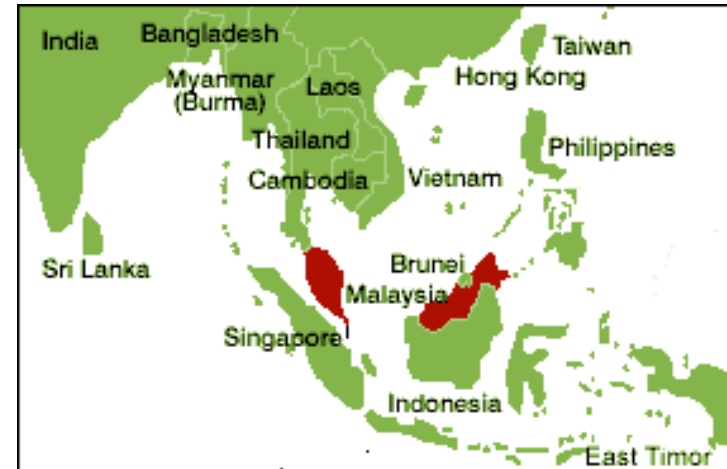 India
Bangladesh
Taiwan
Myanmar
(Burma)
Laos
Hong Kong
Thailand
Philippines
Cambodia
Vietnam
Sri Lanka
Brunei
Malaysia
Singapore
Indonesia
East Timor